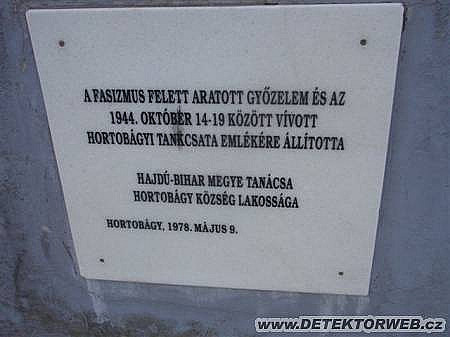 A FASIZMUS FELETT ARATOTT GYŐZELEM ÉS AZ
1944. OKTÓBER 14-19 KÖZÖTT VÍVOTT
HORTOBÁGYI TANKCSATA EMLÉKÉRE ÁLLÍTOTTA
HAJDÚ-BIHAR MEGYE TANÁCSA
HORTOBÁGY KÖZSÉG LAKOSSÁGA
HORTOBÁGY, 1978. MÁJUS 9.
© WWW.DETEKTORWEB.cz